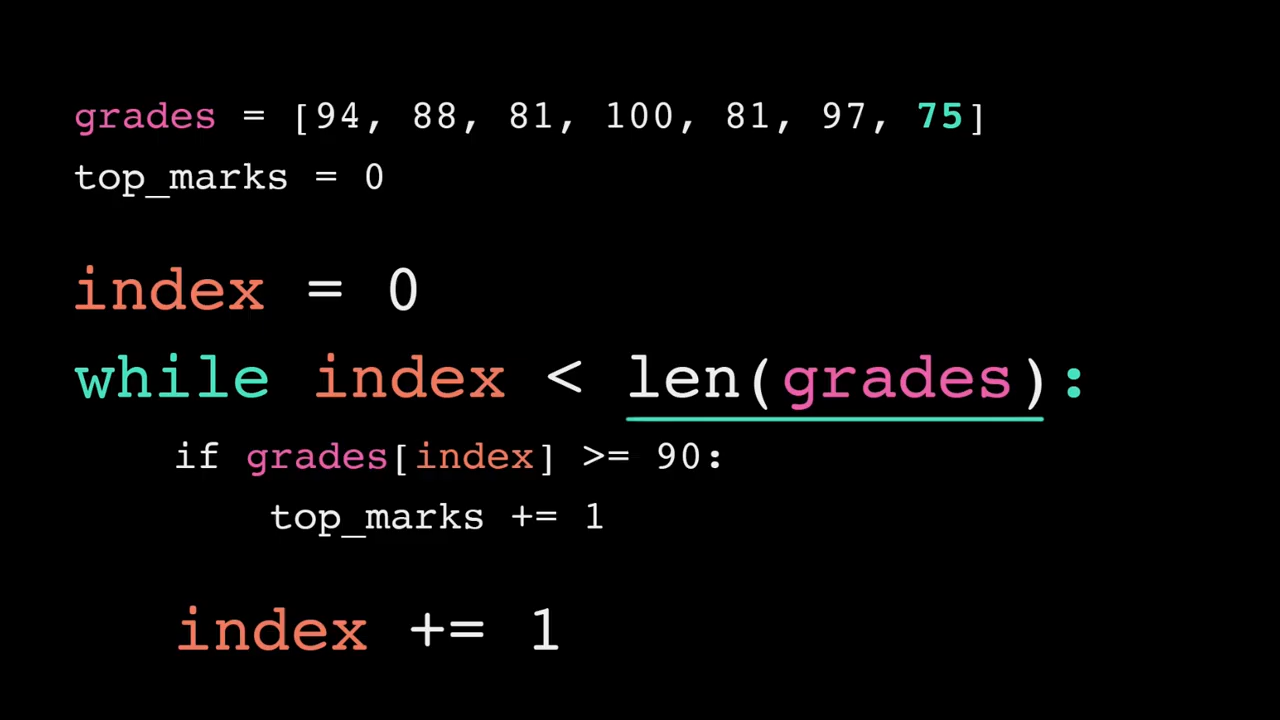 grades = [94, 88, 81, 100, 81, 97, 75]
top_marks = 0
index = 0
while index < len(grades):
if grades[index] >= 90:
top_marks += 1
index += 1